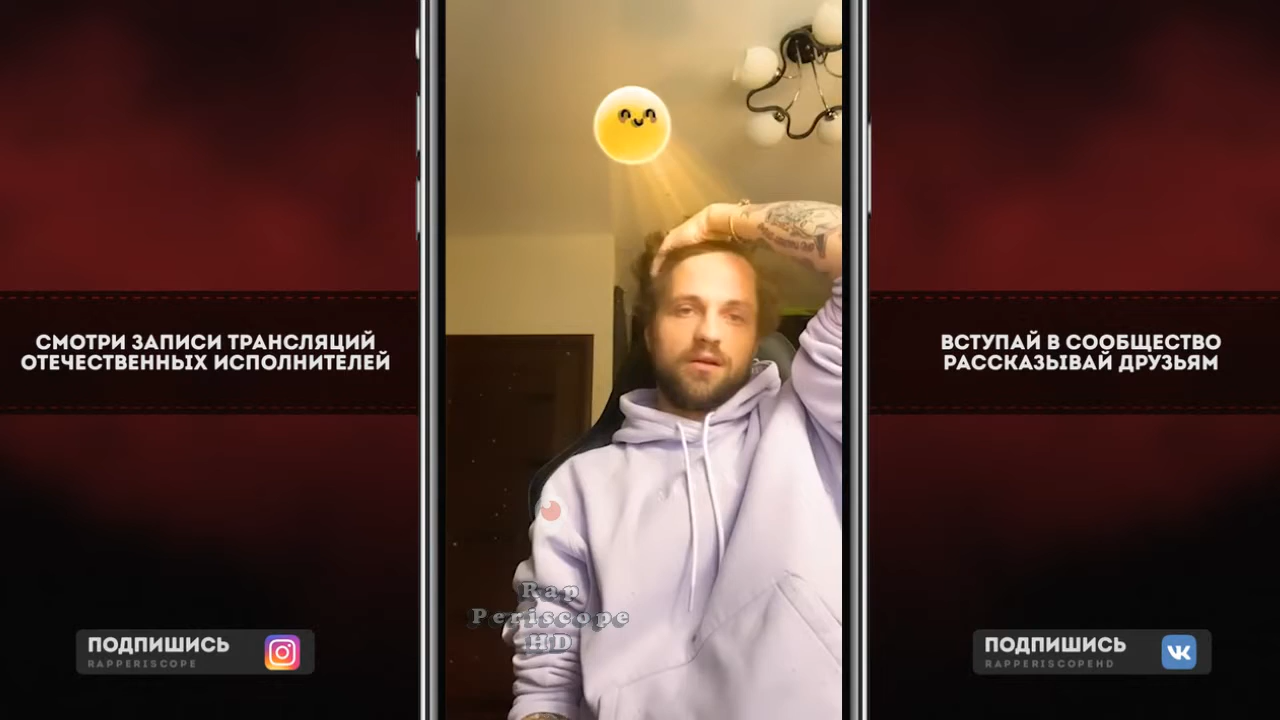 СМОТРИ ЗАПИСИ ТРАНСЛЯЦИЙ
ОТЕЧЕСТВЕННЫХ ИСПОЛНИТЕЛЕЙ
ВСТУПАЙ В СООБЩЕСТВО
РАССКАЗЫВАЙ ДРУЗЬЯМ
Rap
Periscope
HD
ПОДПИШИСЬ
RAPPERISCOPE
ПОДПИШИСЬ
RAPPERISCOPEHD